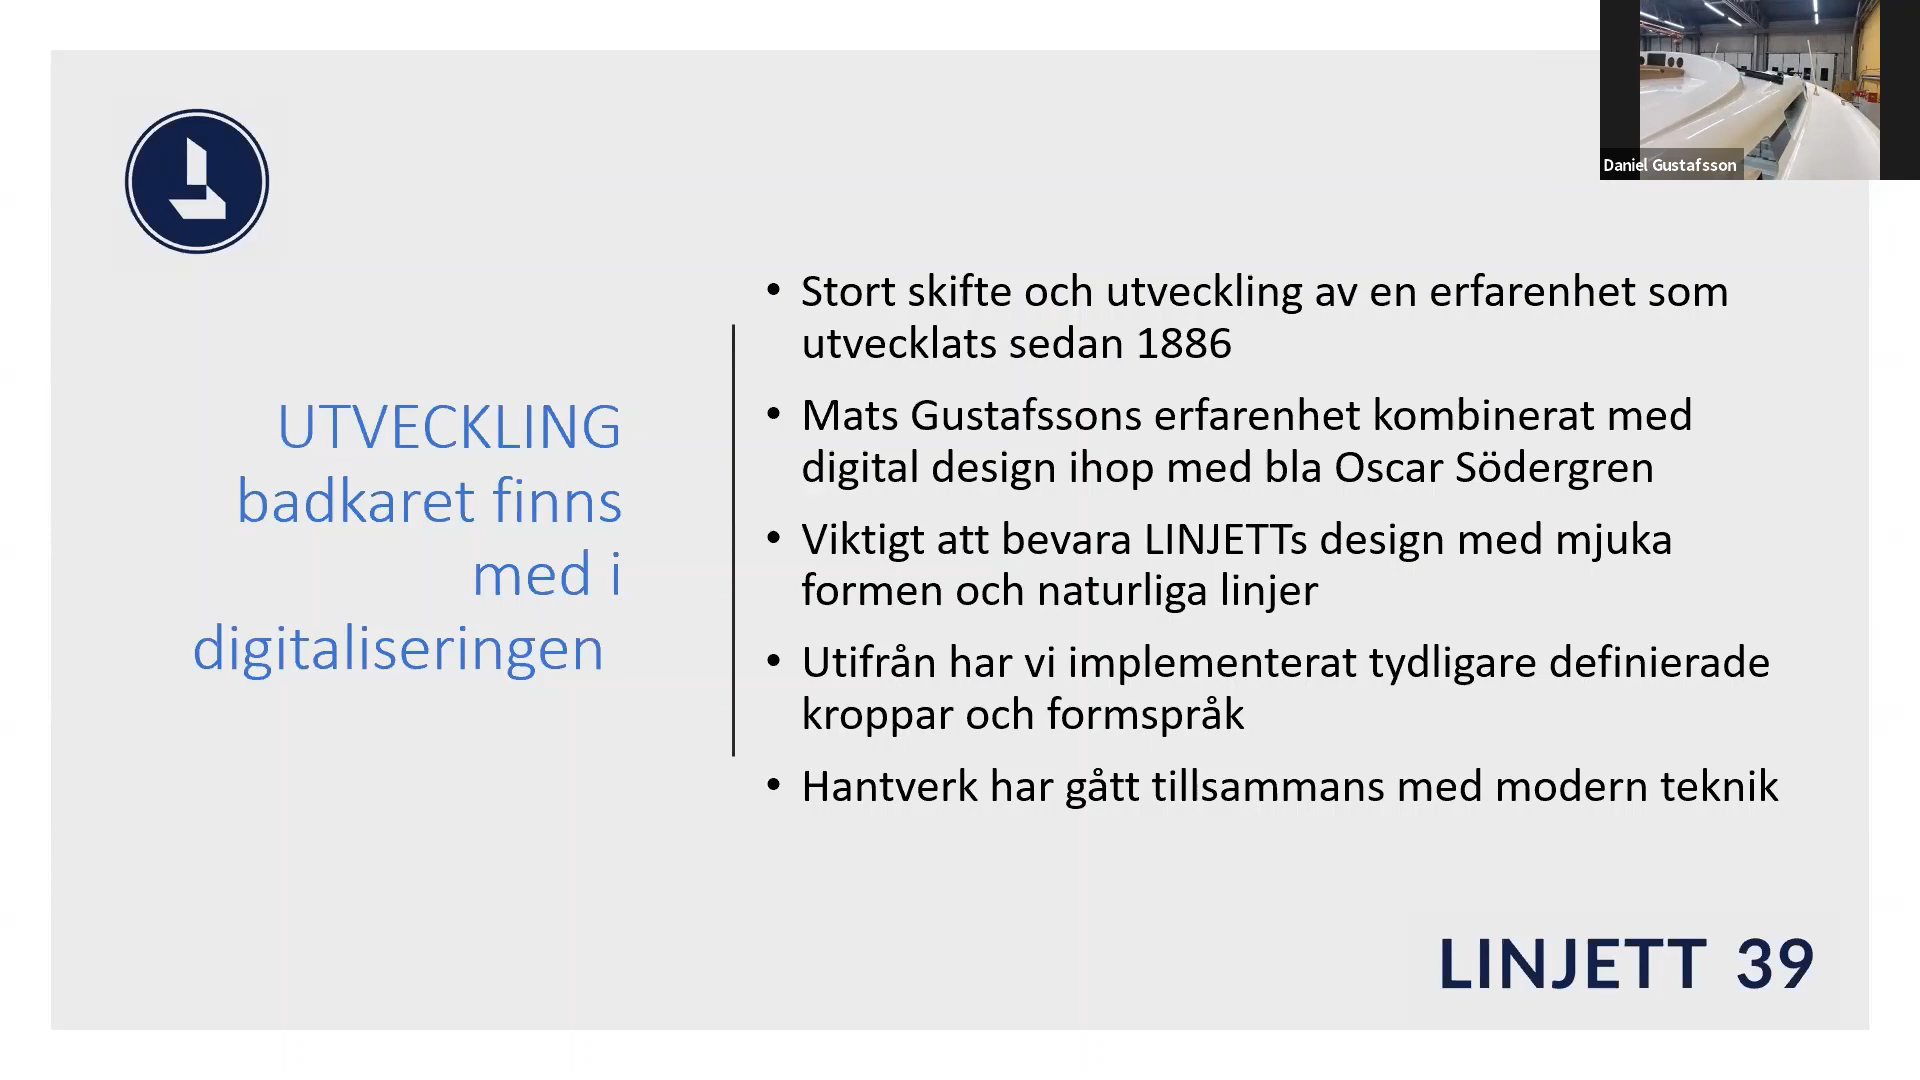 Daniel Gustafsson
UTVECKLING
badkaret finns
med i
digitaliseringen
• Stort skifte och utveckling av en erfarenhet som
utvecklats sedan 1886
• Mats Gustafssons erfarenhet kombinerat med
digital design ihop med bla Oscar Södergren
• Viktigt att bevara LINJETTs design med mjuka
formen och naturliga linjer
• Utifrån har vi implementerat tydligare definierade
kroppar och formspråk
• Hantverk har gått tillsammans med modern teknik
LINJETT 39